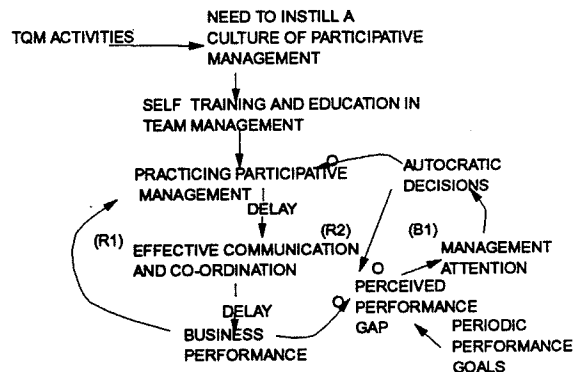 NEED TO INSTILL A
TQM ACTIVITIES
CULTURE OF PARTICIPATIVE
MANAGEMENT
SELF TRAINING AND EDUCATION IN
TEAM MANAGEMENT
PRACTICING PARTICIPATIVE
MANAGEMENT
O
AUTOCRATIC
DECISIONS
DELAY
(R1)
EFFECTIVE COMMUNICATION
AND CO-ORDINATION
(R2)
(B1)
MANAGEMENT
ATTENTION
O
PERCEIVED
PERFORMANCE
GAP
O
DELAY
BUSINESS
PERFORMANCE
PERIODIC
PERFORMANCE
GOALS